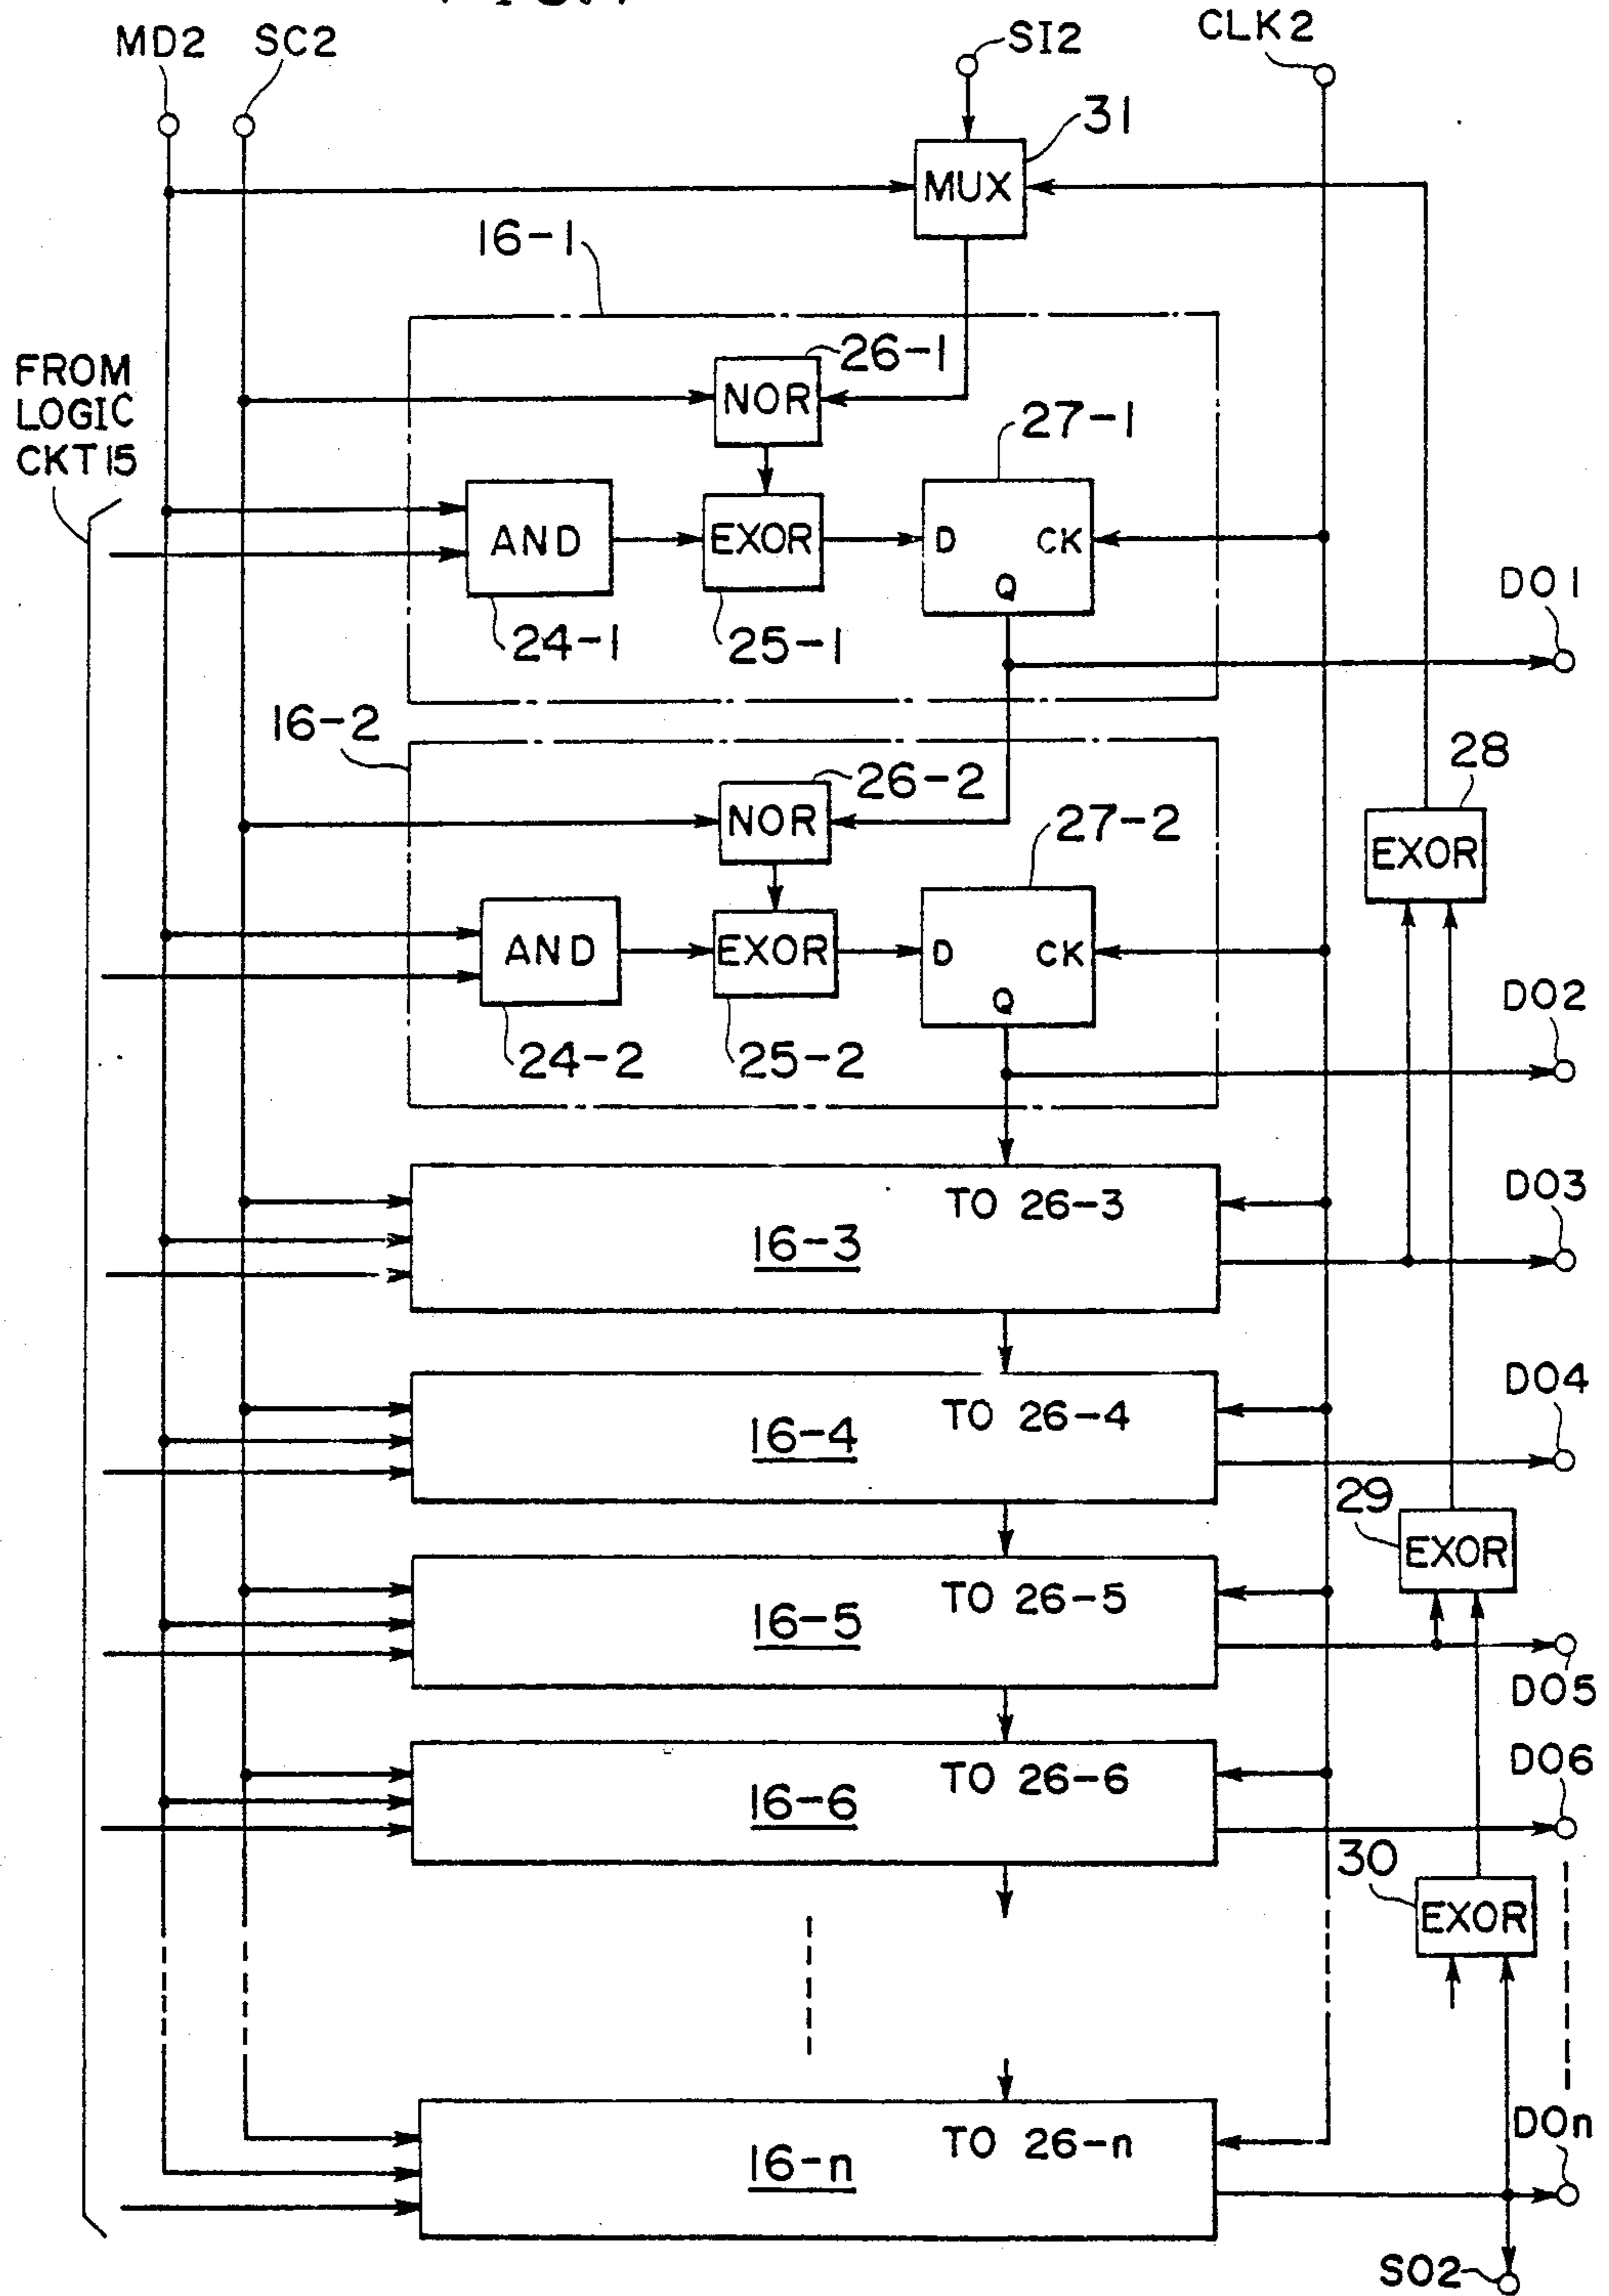 MD2 SC2 SI2 CLK2
31
MUX
16-1
FROM
LOGIC
CKT15
26-1
NOR
27-1
AND EXOR D CK
Q
DO1
24-1 25-1
16-2
26-2
28
NOR
27-2
EXOR
AND EXOR D CK
Q
DO2
24-2 25-2
DO3
TO 26-3
16-3
DO4
TO 26-4
16-4
29
EXOR
TO 26-5
16-5
DO5
DO6
TO 26-6
16-6
30
EXOR
DOn
TO 26-n
16-n
SO2